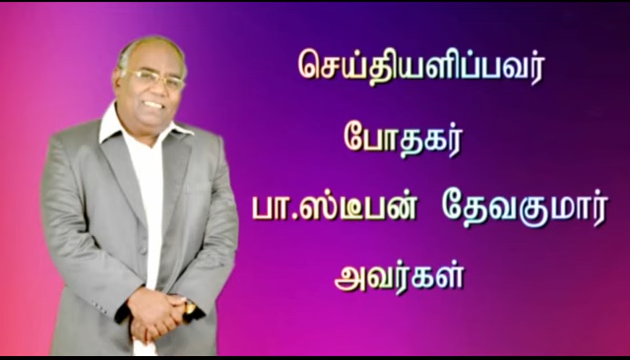 செய்தியளிப்பவர்
போதகர்
பா.ஸ்டீபன் தேவகுமார்
அவர்கள்